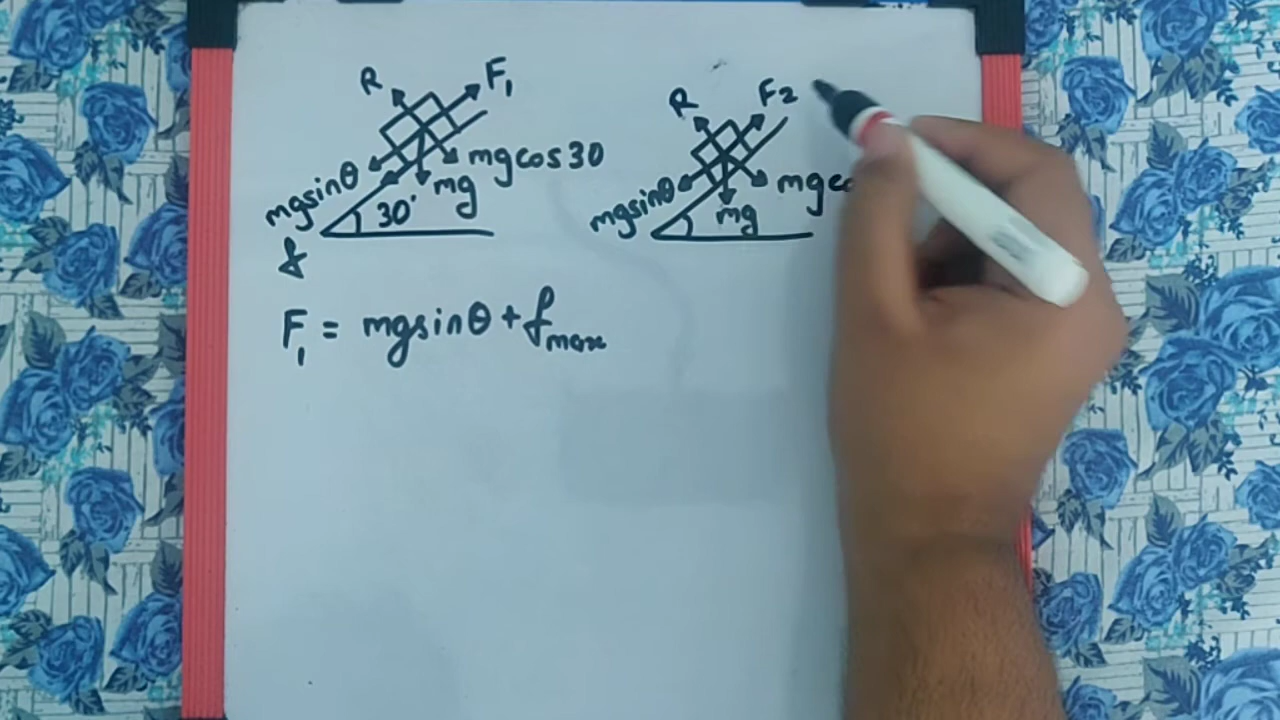 R F₁
mgsinθ mg mgcos30
30°
f
R F2
mgsinθ mg
F₁ = mgsinθ + fmax